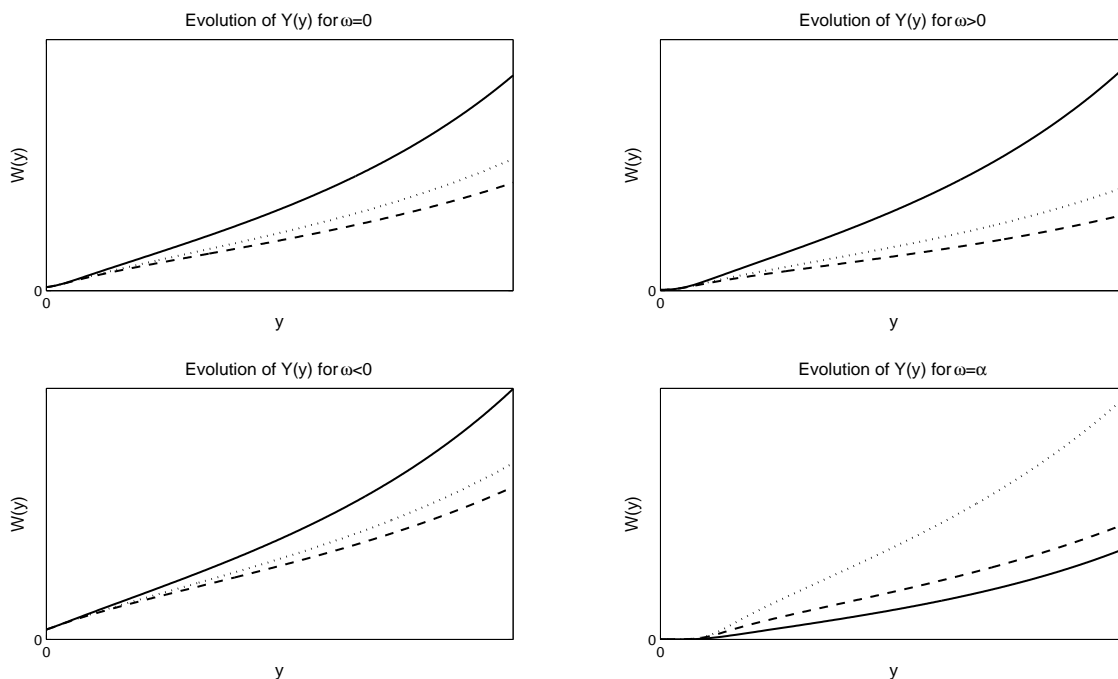 Evolution of Y(y) for ω=0
W(y)
0
0
y
Evolution of Y(y) for ω>0
W(y)
0
0
y
Evolution of Y(y) for ω<0
W(y)
0
0
y
Evolution of Y(y) for ω=α
W(y)
0
0
y